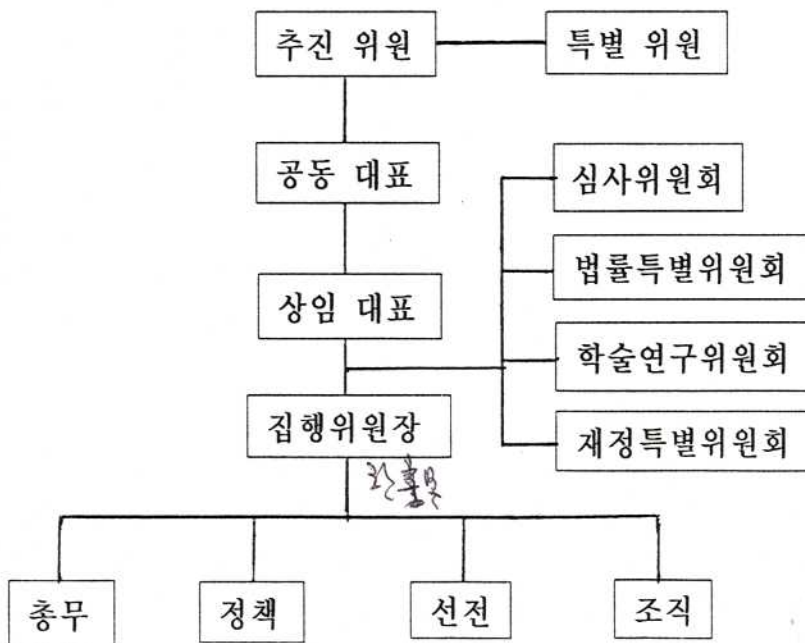 추진 위원
특별 위원
공동 대표
심사위원회
법률특별위원회
상임 대표
학술연구위원회
집행위원장
재정특별위원회
총무
정책
선전
조직